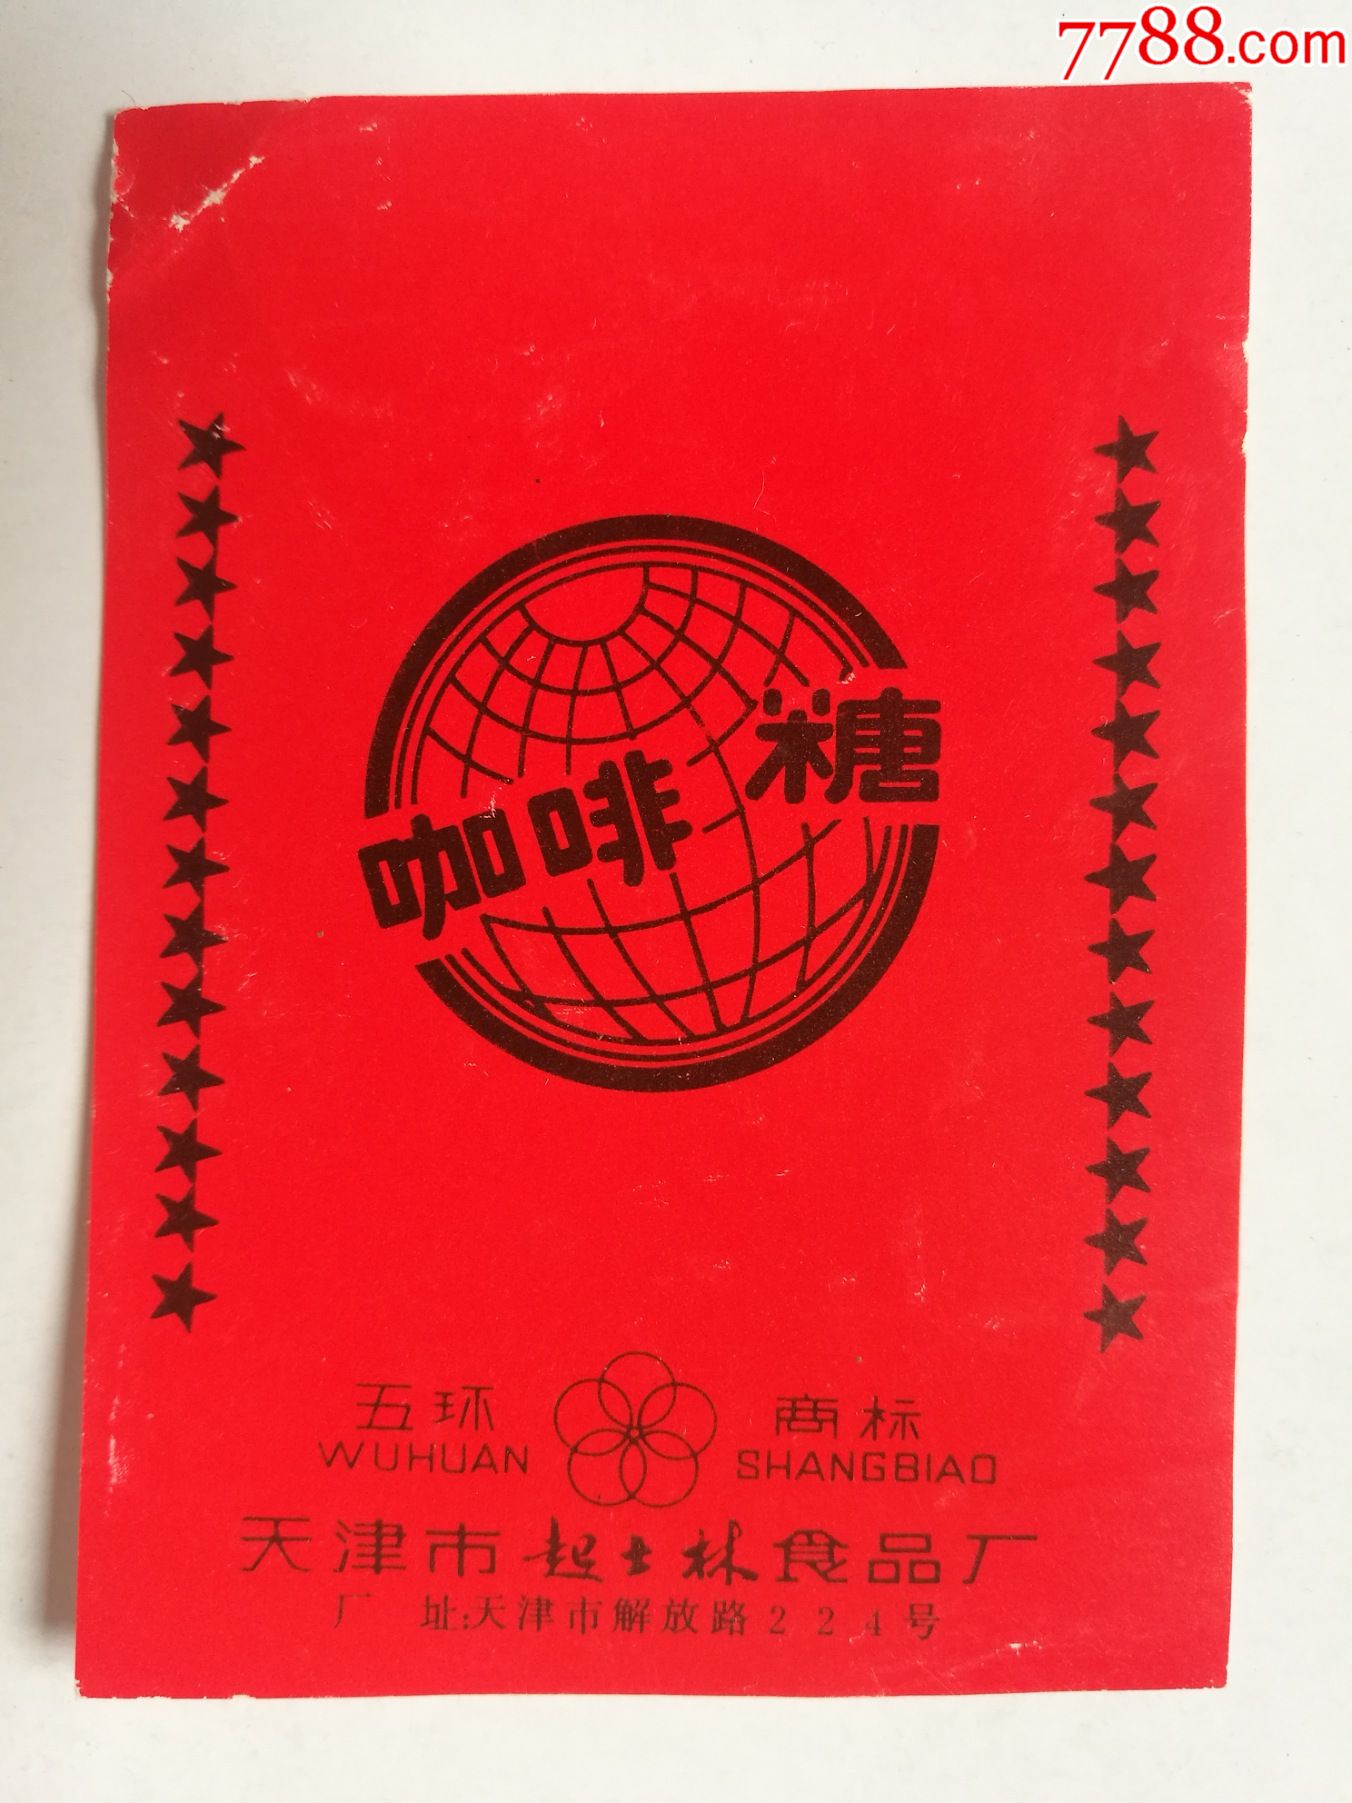 7788.com
咖啡糖
五环 商标
WUHUAN SHANGBIAO
天津市起士林食品厂
厂 址:天津市解放路224号